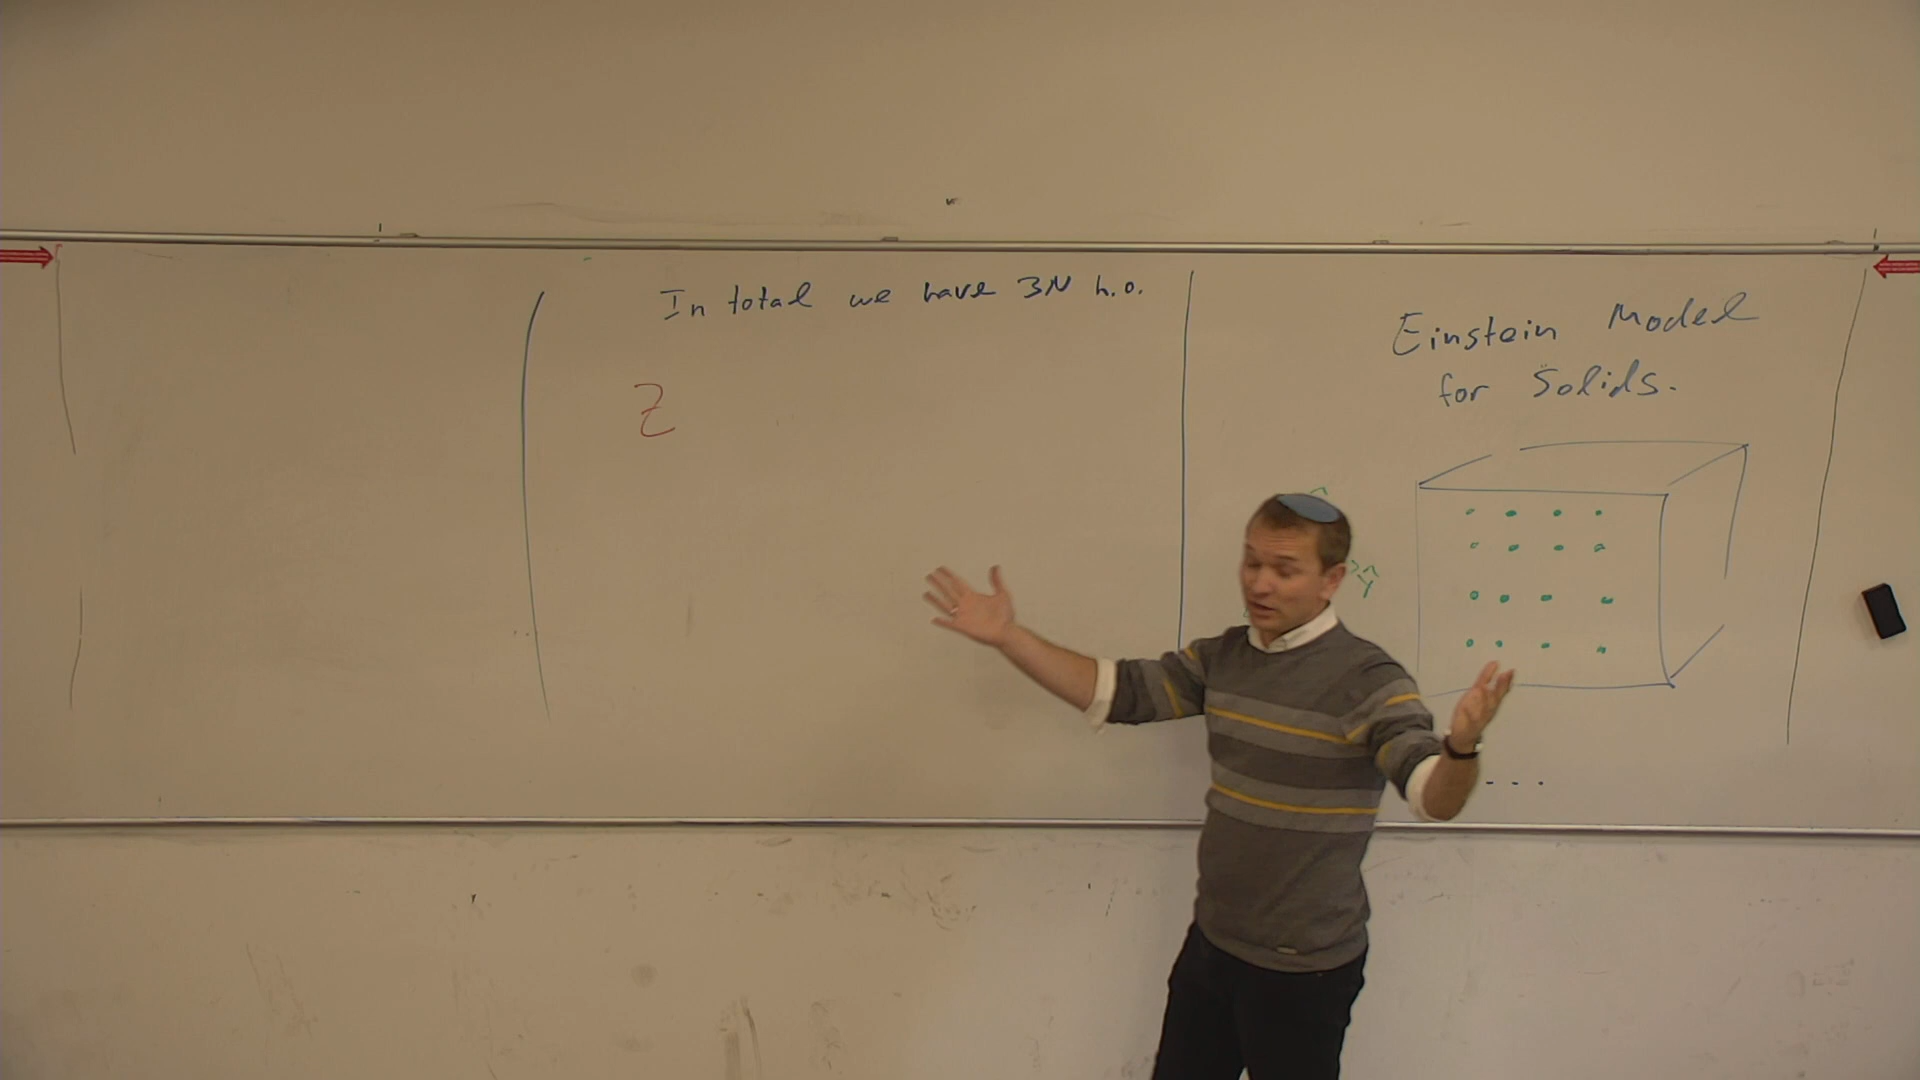 In total we have 3N h.o.
Z
Einstein Model
for Solids.
. . .